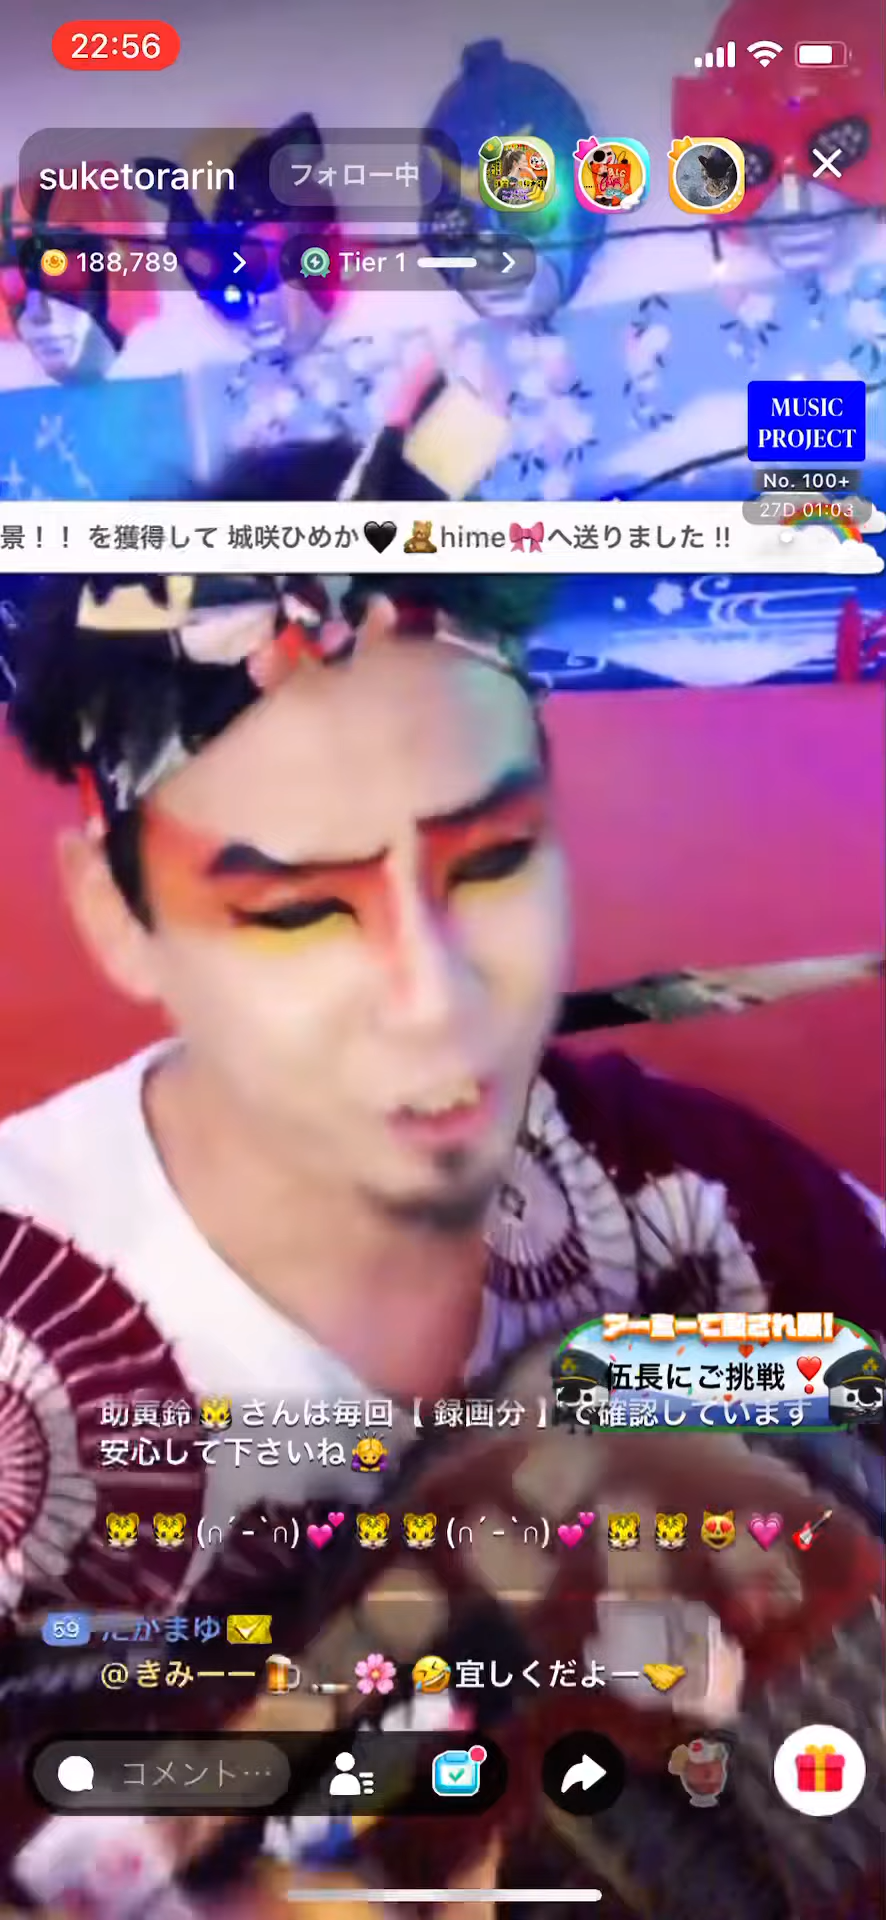 22:56
suketorarin
フォロー中
188,789
Tier 1
MUSIC
PROJECT
No. 100+
27D 01:03
景!! を獲得して 城咲ひめか🖤🧸hime🎀へ送りました !!
伍長にご挑戦❣️
助寅鈴🐯さんは毎回【 録画分 】で確認しています
安心して下さいね🙇‍♀️
🐯🐯(∩´-`∩)💕🐯🐯(∩´-`∩)💕🐯🐯😻💗🎸
59 たかまゆ
@きみーー🍺🚬🌸 🤣宜しくだよー🤝
コメント…